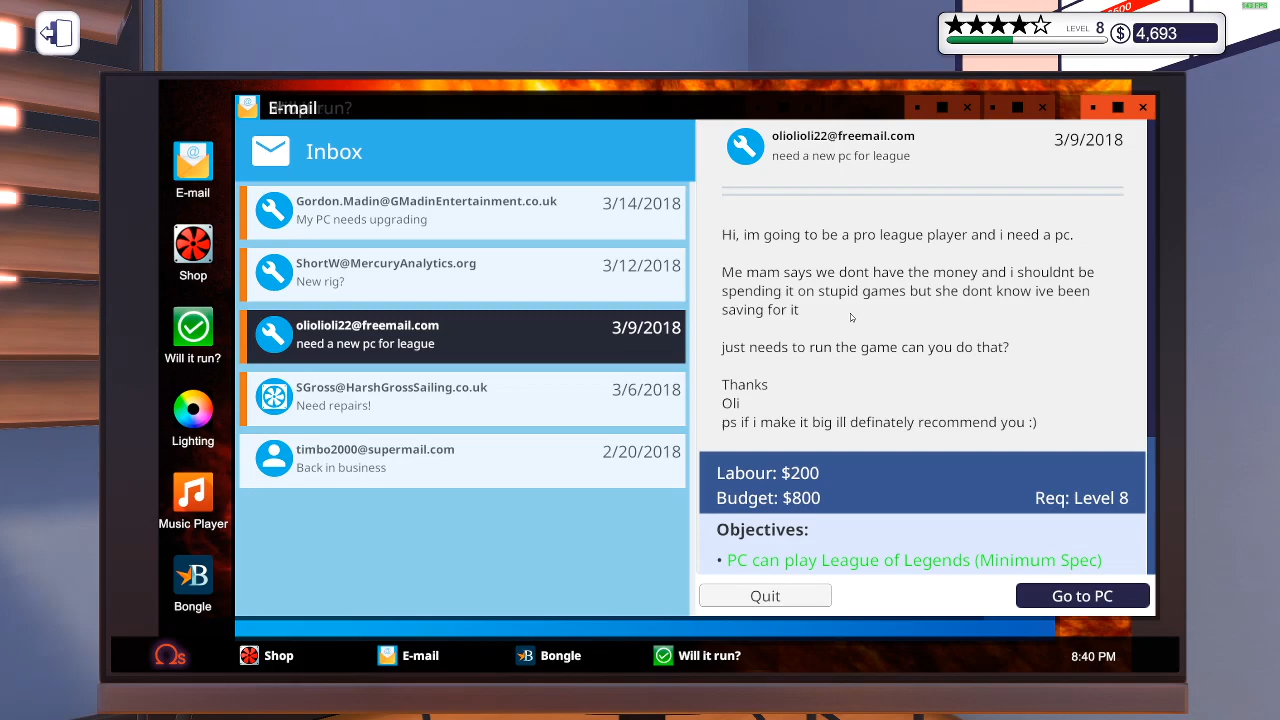 143 FPS
$600
LEVEL 8 $ 4,693
E-mail
Inbox
Gordon.Madin@GMadinEntertainment.co.uk 3/14/2018
My PC needs upgrading
ShortW@MercuryAnalytics.org 3/12/2018
New rig?
oliolioli22@freemail.com 3/9/2018
need a new pc for league
SGross@HarshGrossSailing.co.uk 3/6/2018
Need repairs!
timbo2000@supermail.com 2/20/2018
Back in business
oliolioli22@freemail.com 3/9/2018
need a new pc for league
Hi, im going to be a pro league player and i need a pc.
Me mam says we dont have the money and i shouldnt be
spending it on stupid games but she dont know ive been
saving for it
just needs to run the game can you do that?
Thanks
Oli
ps if i make it big ill definately recommend you :)
Labour: $200
Budget: $800 Req: Level 8
Objectives:
• PC can play League of Legends (Minimum Spec)
Quit Go to PC
E-mail
Shop
Will it run?
Lighting
Music Player
Bongle
Shop E-mail Bongle Will it run? 8:40 PM